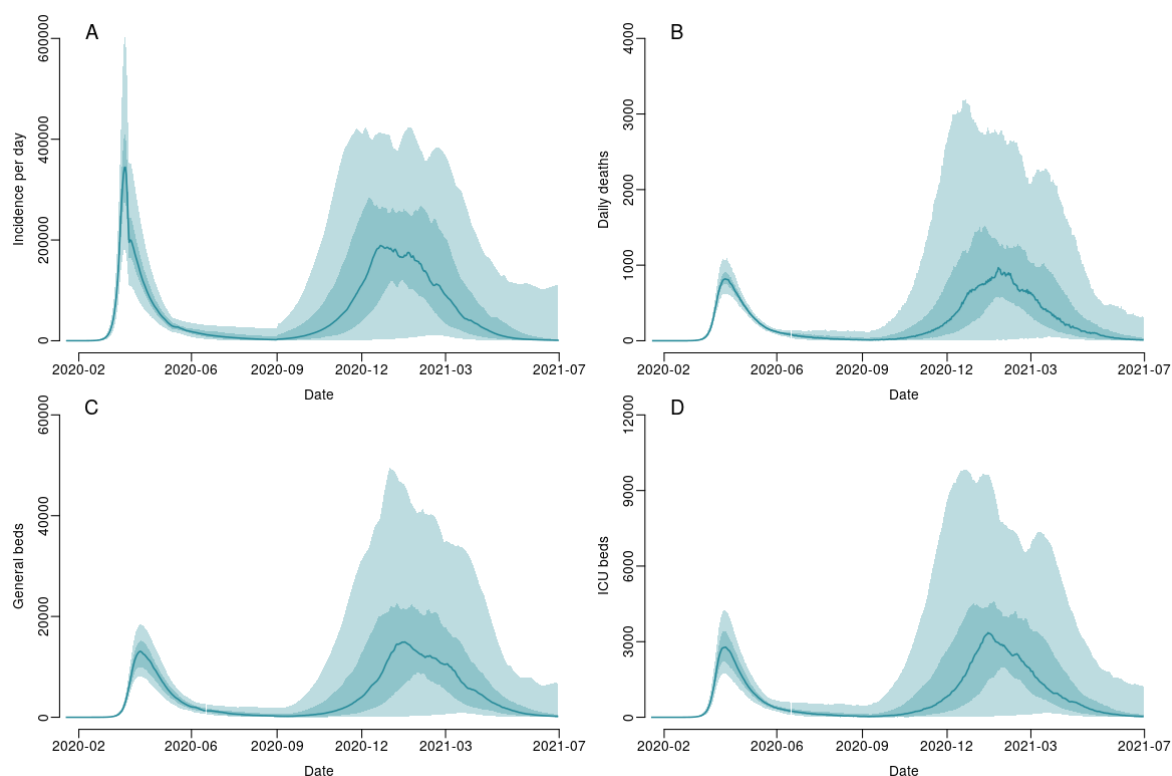 A
Incidence per day
600000
400000
200000
0
2020-02 2020-06 2020-09 2020-12 2021-03 2021-07
Date
B
Daily deaths
4000
3000
2000
1000
0
2020-02 2020-06 2020-09 2020-12 2021-03 2021-07
Date
C
General beds
60000
40000
20000
0
2020-02 2020-06 2020-09 2020-12 2021-03 2021-07
Date
D
ICU beds
12000
9000
6000
3000
0
2020-02 2020-06 2020-09 2020-12 2021-03 2021-07
Date